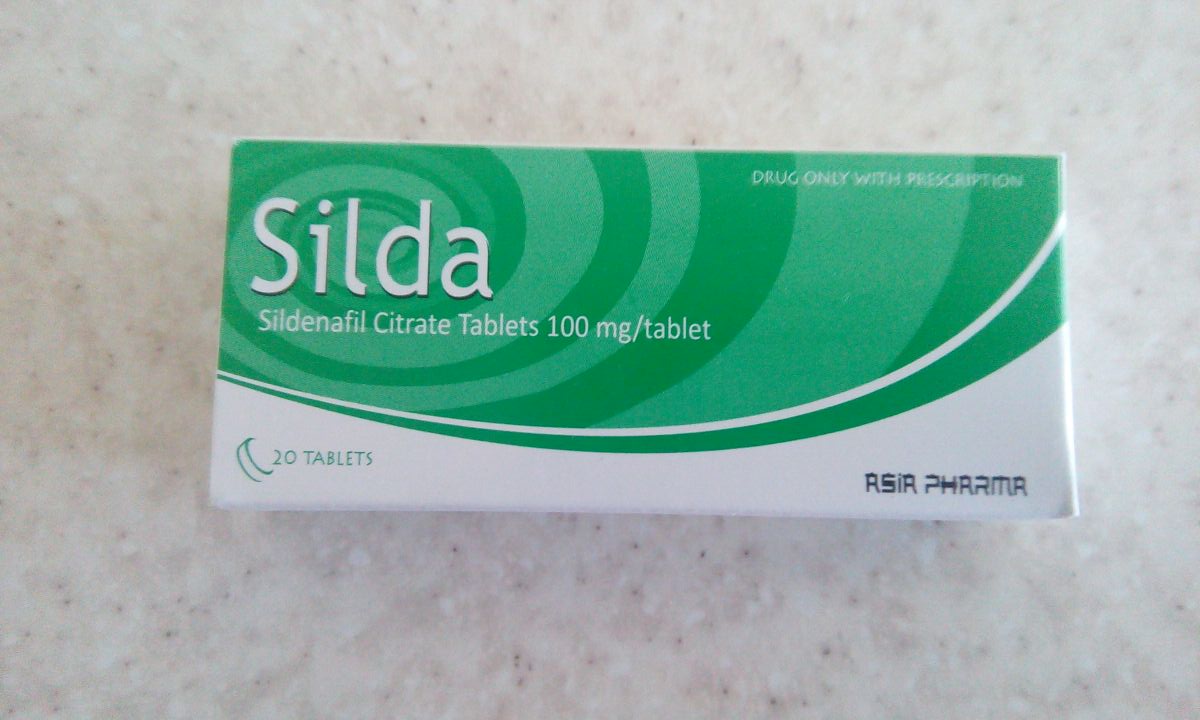 DRUG ONLY WITH PRESCRIPTION
Silda
Sildenafil Citrate Tablets 100 mg/tablet
20 TABLETS
ASiA PHARMA